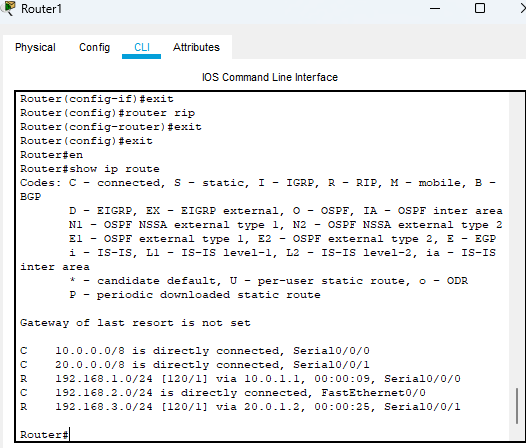 Router1
Physical Config CLI Attributes
IOS Command Line Interface
Router(config-if)#exit
Router(config)#router rip
Router(config-router)#exit
Router(config)#exit
Router#en
Router#show ip route
Codes: C - connected, S - static, I - IGRP, R - RIP, M - mobile, B -
BGP
D - EIGRP, EX - EIGRP external, O - OSPF, IA - OSPF inter area
N1 - OSPF NSSA external type 1, N2 - OSPF NSSA external type 2
E1 - OSPF external type 1, E2 - OSPF external type 2, E - EGP
i - IS-IS, L1 - IS-IS level-1, L2 - IS-IS level-2, ia - IS-IS
inter area
* - candidate default, U - per-user static route, o - ODR
P - periodic downloaded static route
Gateway of last resort is not set
C 10.0.0.0/8 is directly connected, Serial0/0/0
C 20.0.0.0/8 is directly connected, Serial0/0/1
R 192.168.1.0/24 [120/1] via 10.0.1.1, 00:00:09, Serial0/0/0
C 192.168.2.0/24 is directly connected, FastEthernet0/0
R 192.168.3.0/24 [120/1] via 20.0.1.2, 00:00:25, Serial0/0/1
Router#